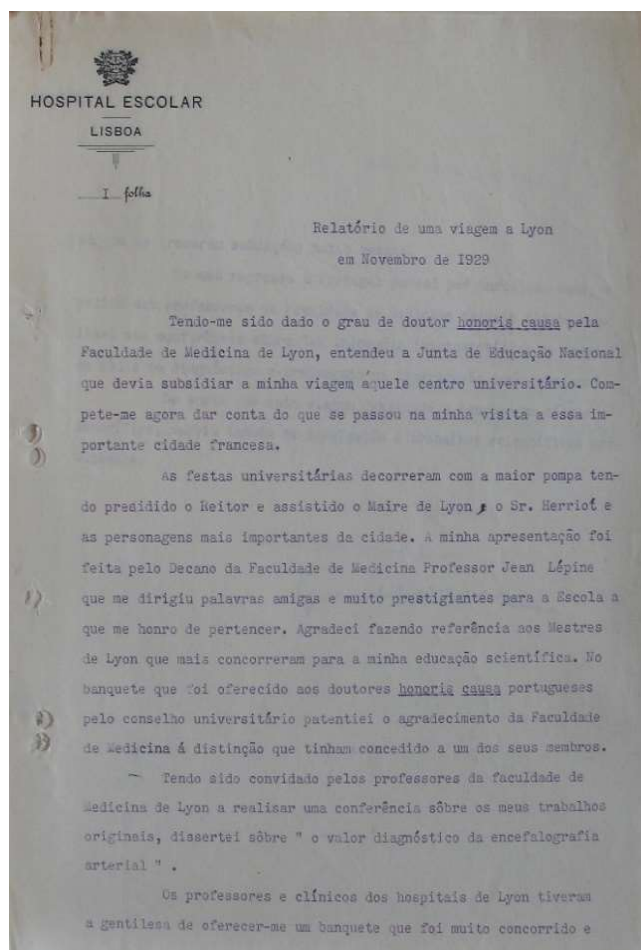 HOSPITAL ESCOLAR
LISBOA
I folha
Relatório de uma viagem a Lyon
em Novembro de I929
Tendo-me sido dado o grau de doutor honoris causa pela
Faculdade de Medicina de Lyon, entendeu a Junta de Educação Nacional
que devia subsidiar a minha viagem àquele centro universitário. Com-
pete-me agora dar conta do que se passou na minha visita a essa im-
portante cidade francesa.
As festas universitárias decorreram com a maior pompa ten-
do presidido o Reitor e assistido o Maire de Lyon, o Sr. Herriot e
as personagens mais importantes da cidade. A minha apresentação foi
feita pelo Decano da Faculdade de Medicina Professor Jean Lépine
que me dirigiu palavras amigas e muito prestigiantes para a Escola a
que me honro de pertencer. Agradeci fazendo referência aos Mestres
de Lyon que mais concorreram para a minha educação scientífica. No
banquete que foi oferecido aos doutores honoris causa portugueses
pelo conselho universitário patentiei o agradecimento da Faculdade
de Medicina á distinção que tinham concedido a um dos seus membros.
— Tendo sido convidado pelos professores da faculdade de
Medicina de Lyon a realisar uma conferência sôbre os meus trabalhos
originais, dissertei sôbre " o valor diagnóstico da encefalografia
arterial " .
Os professores e clínicos dos hospitais de Lyon tiveram
a gentilesa de oferecer-me um banquete que foi muito concorrido e